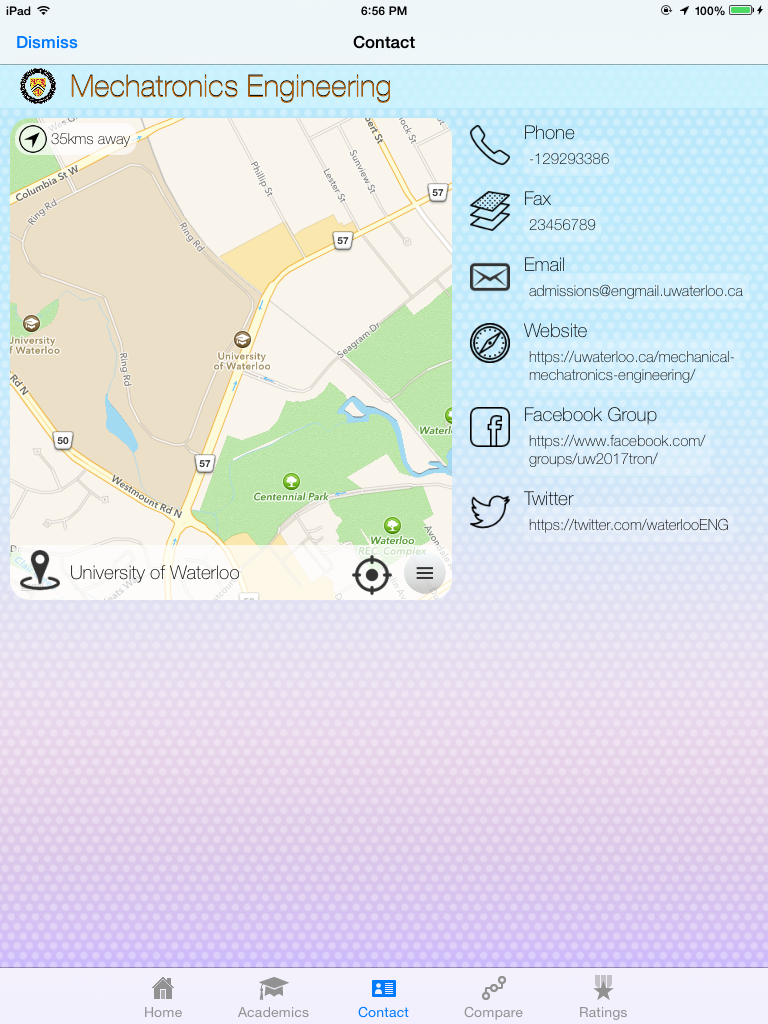 iPad 6:56 PM 100%
Dismiss Contact
Mechatronics Engineering
35kms away
Columbia St W
Ring Rd
Ring Rd
Phillip St
Lester St
Sunview St
57
57
University
of Waterloo
Seagram Dr
Ring Rd
Rd N
50
57
Centennial Park
Westmount Rd N
Waterloo
REC Complex
University of Waterloo
Phone
-129293386
Fax
23456789
Email
admissions@engmail.uwaterloo.ca
Website
https://uwaterloo.ca/mechanical-
mechatronics-engineering/
Facebook Group
https://www.facebook.com/
groups/uw2017tron/
Twitter
https://twitter.com/waterlooENG
Home Academics Contact Compare Ratings